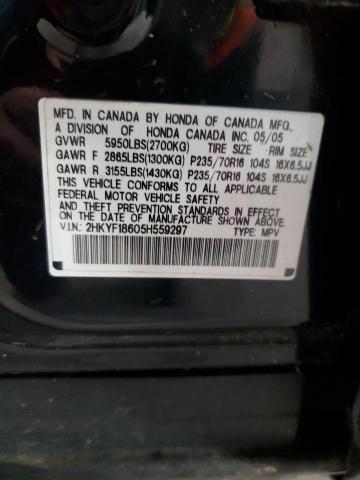 MFD. IN CANADA BY HONDA OF CANADA MFG.,
A DIVISION OF HONDA CANADA INC. 05/05
GVWR 5950LBS(2700KG) TIRE SIZE RIM SIZE
GAWR F 2865LBS(1300KG) P235/70R16 104S 16X6.5JJ
GAWR R 3155LBS(1430KG) P235/70R16 104S 16X6.5JJ
THIS VEHICLE CONFORMS TO ALL APPLICABLE
FEDERAL MOTOR VEHICLE SAFETY STANDARDS IN EFFECT
ON THE DATE OF MANUFACTURE SHOWN ABOVE.
V.I.N.: 2HKYF18605H559297 TYPE: MPV